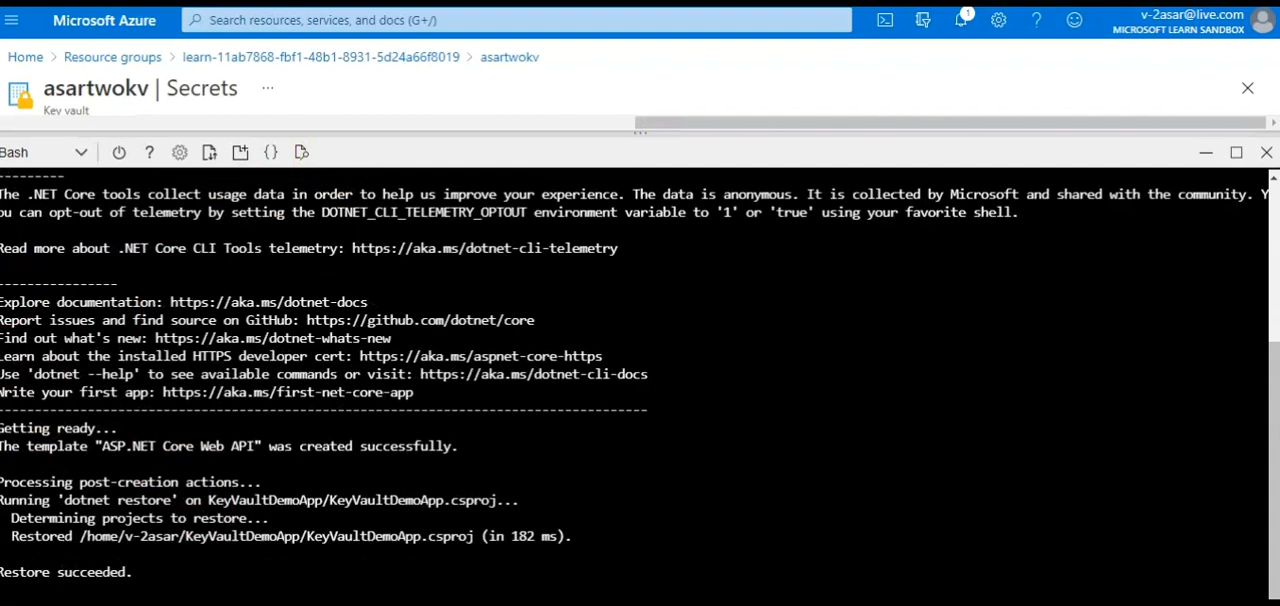 Microsoft Azure
Search resources, services, and docs (G+/)
1
v-2asar@live.com
MICROSOFT LEARN SANDBOX
Home > Resource groups > learn-11ab7868-fbf1-48b1-8931-5d24a66f8019 > asartwokv
asartwokv | Secrets ...
Key vault
Bash
---------
The .NET Core tools collect usage data in order to help us improve your experience. The data is anonymous. It is collected by Microsoft and shared with the community. Y
ou can opt-out of telemetry by setting the DOTNET_CLI_TELEMETRY_OPTOUT environment variable to '1' or 'true' using your favorite shell.
Read more about .NET Core CLI Tools telemetry: https://aka.ms/dotnet-cli-telemetry
----------------
Explore documentation: https://aka.ms/dotnet-docs
Report issues and find source on GitHub: https://github.com/dotnet/core
Find out what's new: https://aka.ms/dotnet-whats-new
Learn about the installed HTTPS developer cert: https://aka.ms/aspnet-core-https
Use 'dotnet --help' to see available commands or visit: https://aka.ms/dotnet-cli-docs
Write your first app: https://aka.ms/first-net-core-app
--------------------------------------------------------------------------------------
Getting ready...
The template "ASP.NET Core Web API" was created successfully.
Processing post-creation actions...
Running 'dotnet restore' on KeyVaultDemoApp/KeyVaultDemoApp.csproj...
Determining projects to restore...
Restored /home/v-2asar/KeyVaultDemoApp/KeyVaultDemoApp.csproj (in 182 ms).
Restore succeeded.